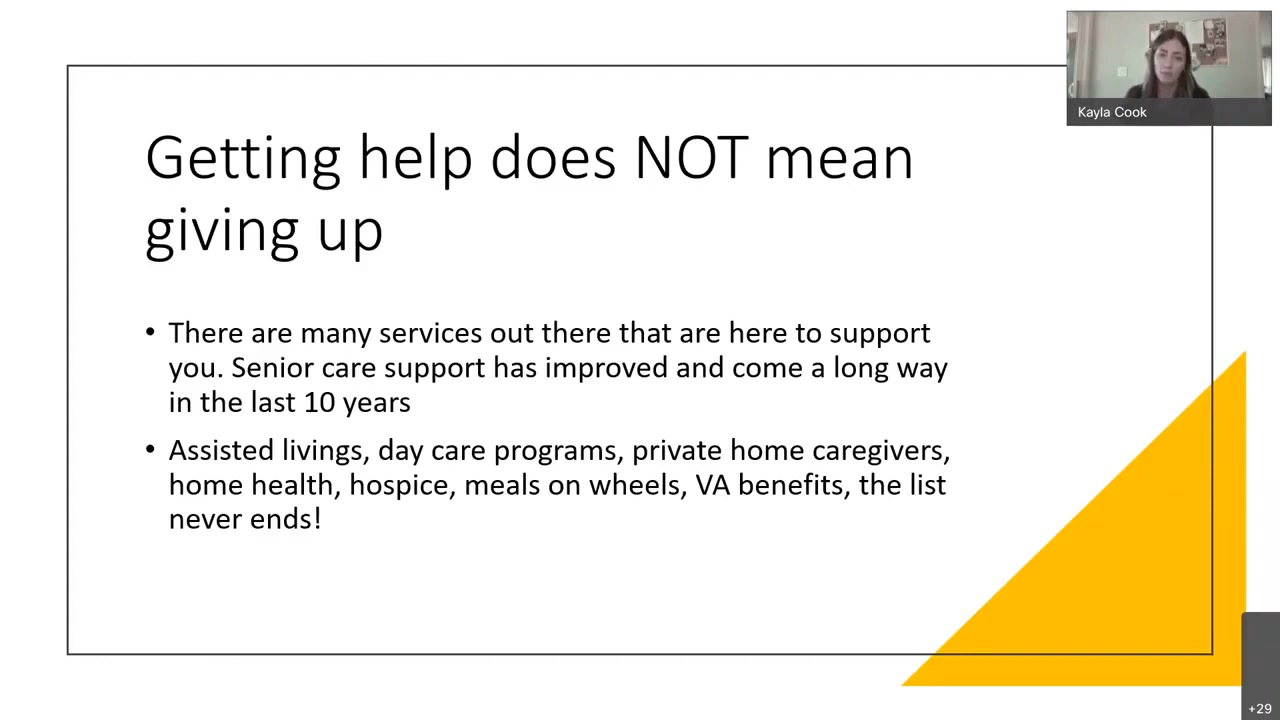 Kayla Cook
Getting help does NOT mean
giving up
• There are many services out there that are here to support
you. Senior care support has improved and come a long way
in the last 10 years
• Assisted livings, day care programs, private home caregivers,
home health, hospice, meals on wheels, VA benefits, the list
never ends!
+29